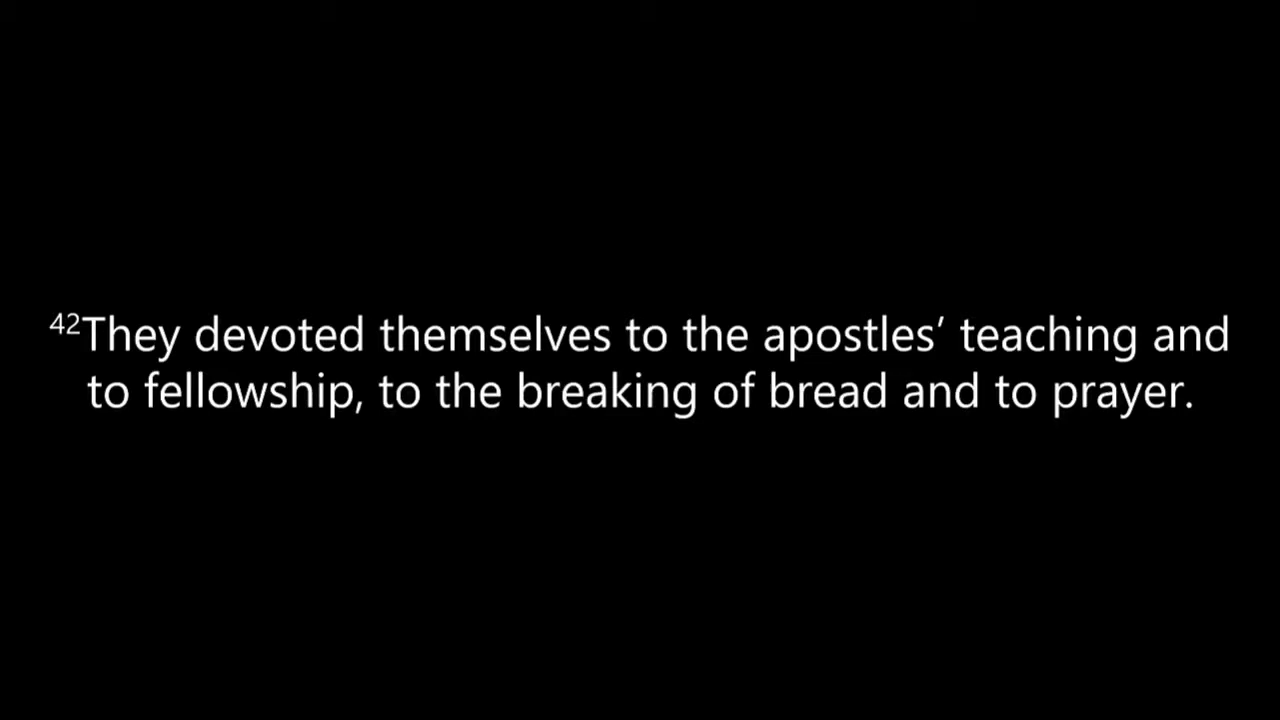 ⁴²They devoted themselves to the apostles’ teaching and
to fellowship, to the breaking of bread and to prayer.